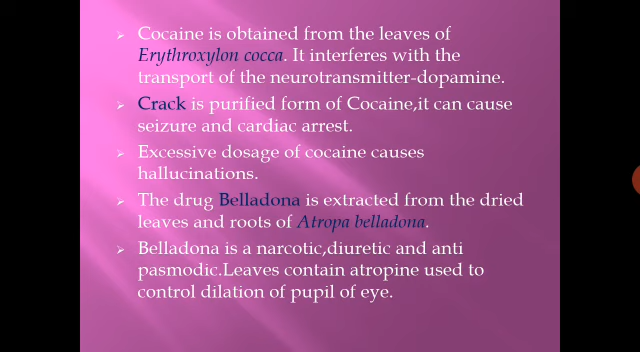 Cocaine is obtained from the leaves of
Erythroxylon cocca. It interferes with the
transport of the neurotransmitter-dopamine.
Crack is purified form of Cocaine,it can cause
seizure and cardiac arrest.
Excessive dosage of cocaine causes
hallucinations.
The drug Belladona is extracted from the dried
leaves and roots of Atropa belladona.
Belladona is a narcotic,diuretic and anti
pasmodic.Leaves contain atropine used to
control dilation of pupil of eye.